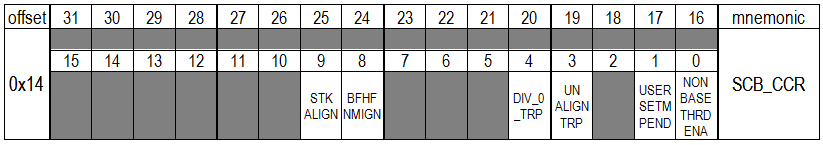 offset 31 30 29 28 27 26 25 24 23 22 21 20 19 18 17 16 mnemonic
0x14 15 14 13 12 11 10 9 8 7 6 5 4 3 2 1 0 SCB_CCR
STK
ALIGN
BFHF
NMIGN
DIV_0
_TRP
UN
ALIGN
TRP
USER
SETM
PEND
NON
BASE
THRD
ENA